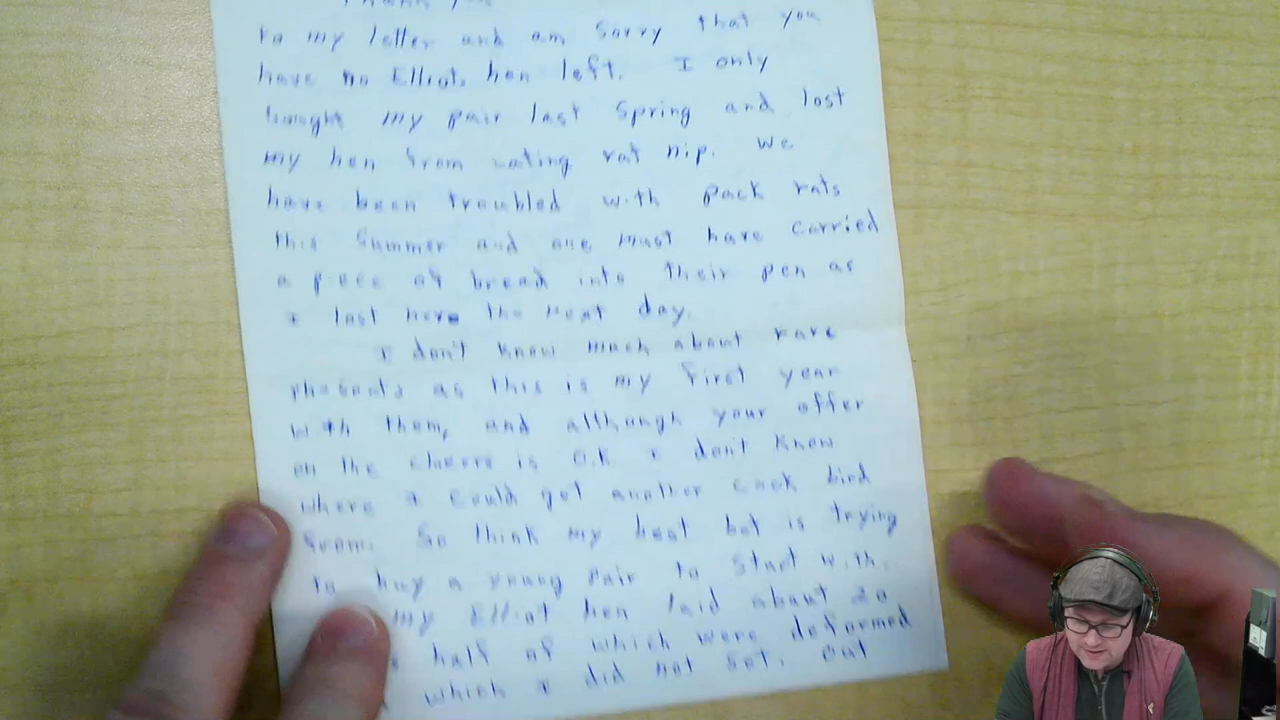 Thank you
to my letter and am sorry that you
have no Elliots hen left. I only
bought my pair last spring and lost
my hen from eating rat nip. We
have been troubled with pack rats
this summer and one must have carried
a piece of bread into their pen as
I lost here the next day.
I don't know much about rare
pheasants as this is my first year
with them, and although your offer
on the cheers is O.K I don't know
where I could get another cock bird
from. So think my best bet is trying
to buy a young pair to start with.
my Elliot hen laid about 20
half of which were deformed
which I did not set. Out